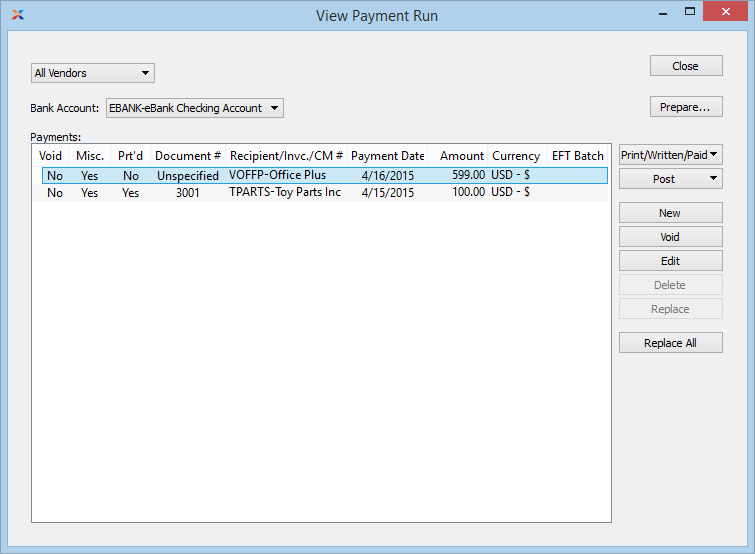 View Payment Run
All Vendors
Close
Bank Account: EBANK-eBank Checking Account
Prepare...
Payments:
Void Misc. Prt'd Document # Recipient/Invc./CM # Payment Date Amount Currency EFT Batch
No Yes No Unspecified VOFFP-Office Plus 4/16/2015 599.00 USD - $
No Yes Yes 3001 TPARTS-Toy Parts Inc 4/15/2015 100.00 USD - $
Print/Written/Paid
Post
New
Void
Edit
Delete
Replace
Replace All